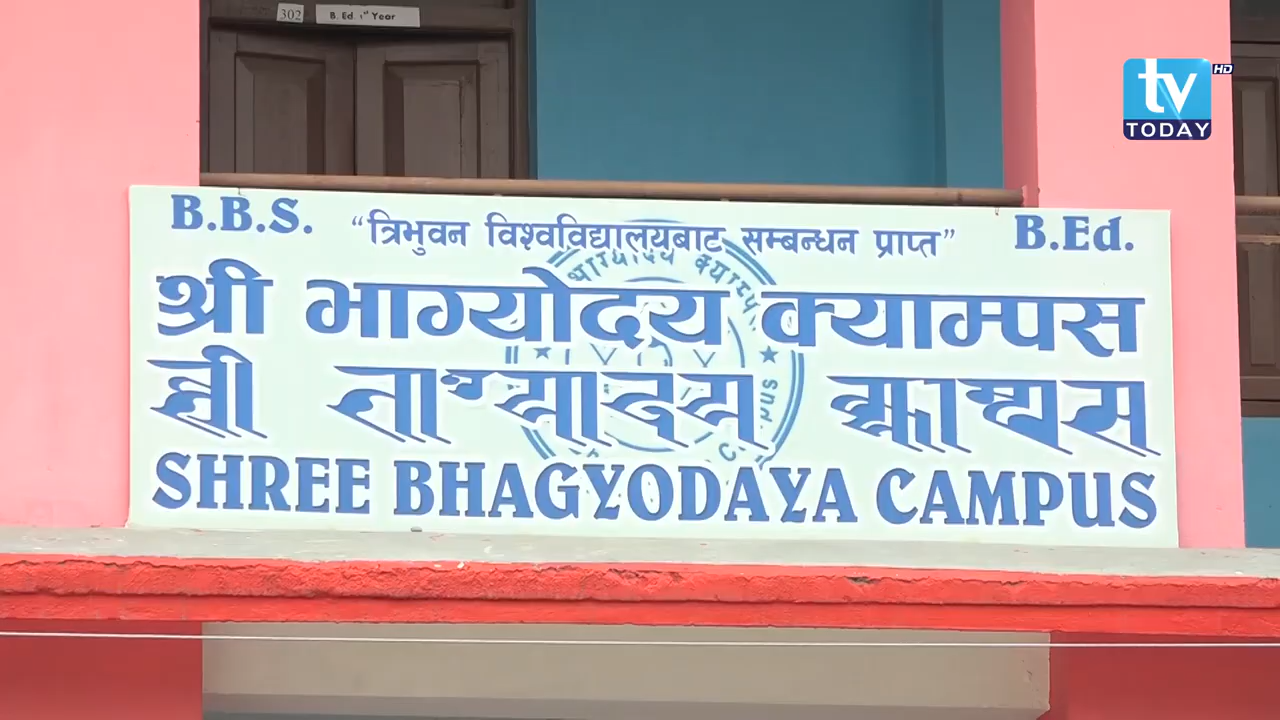 302 B. Ed. 1st Year
tv HD
TODAY
B.B.S. “त्रिभुवन विश्वविद्यालयबाट सम्बन्धन प्राप्त” B.Ed.
श्री भाग्योदय क्याम्पस
SHREE BHAGYODAYA CAMPUS